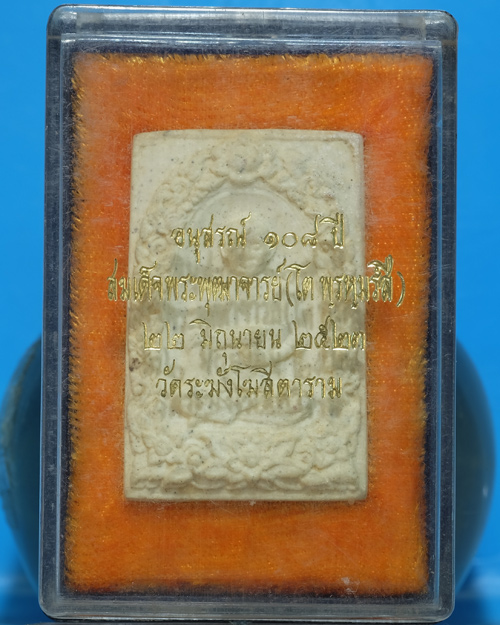 อนุสรณ์ ๑๐๘ ปี
สมเด็จพระพุฒาจารย์(โต พฺรหฺมรํสี)
๒๒ มิถุนายน ๒๕๒๓
วัดระฆังโฆสิตาราม